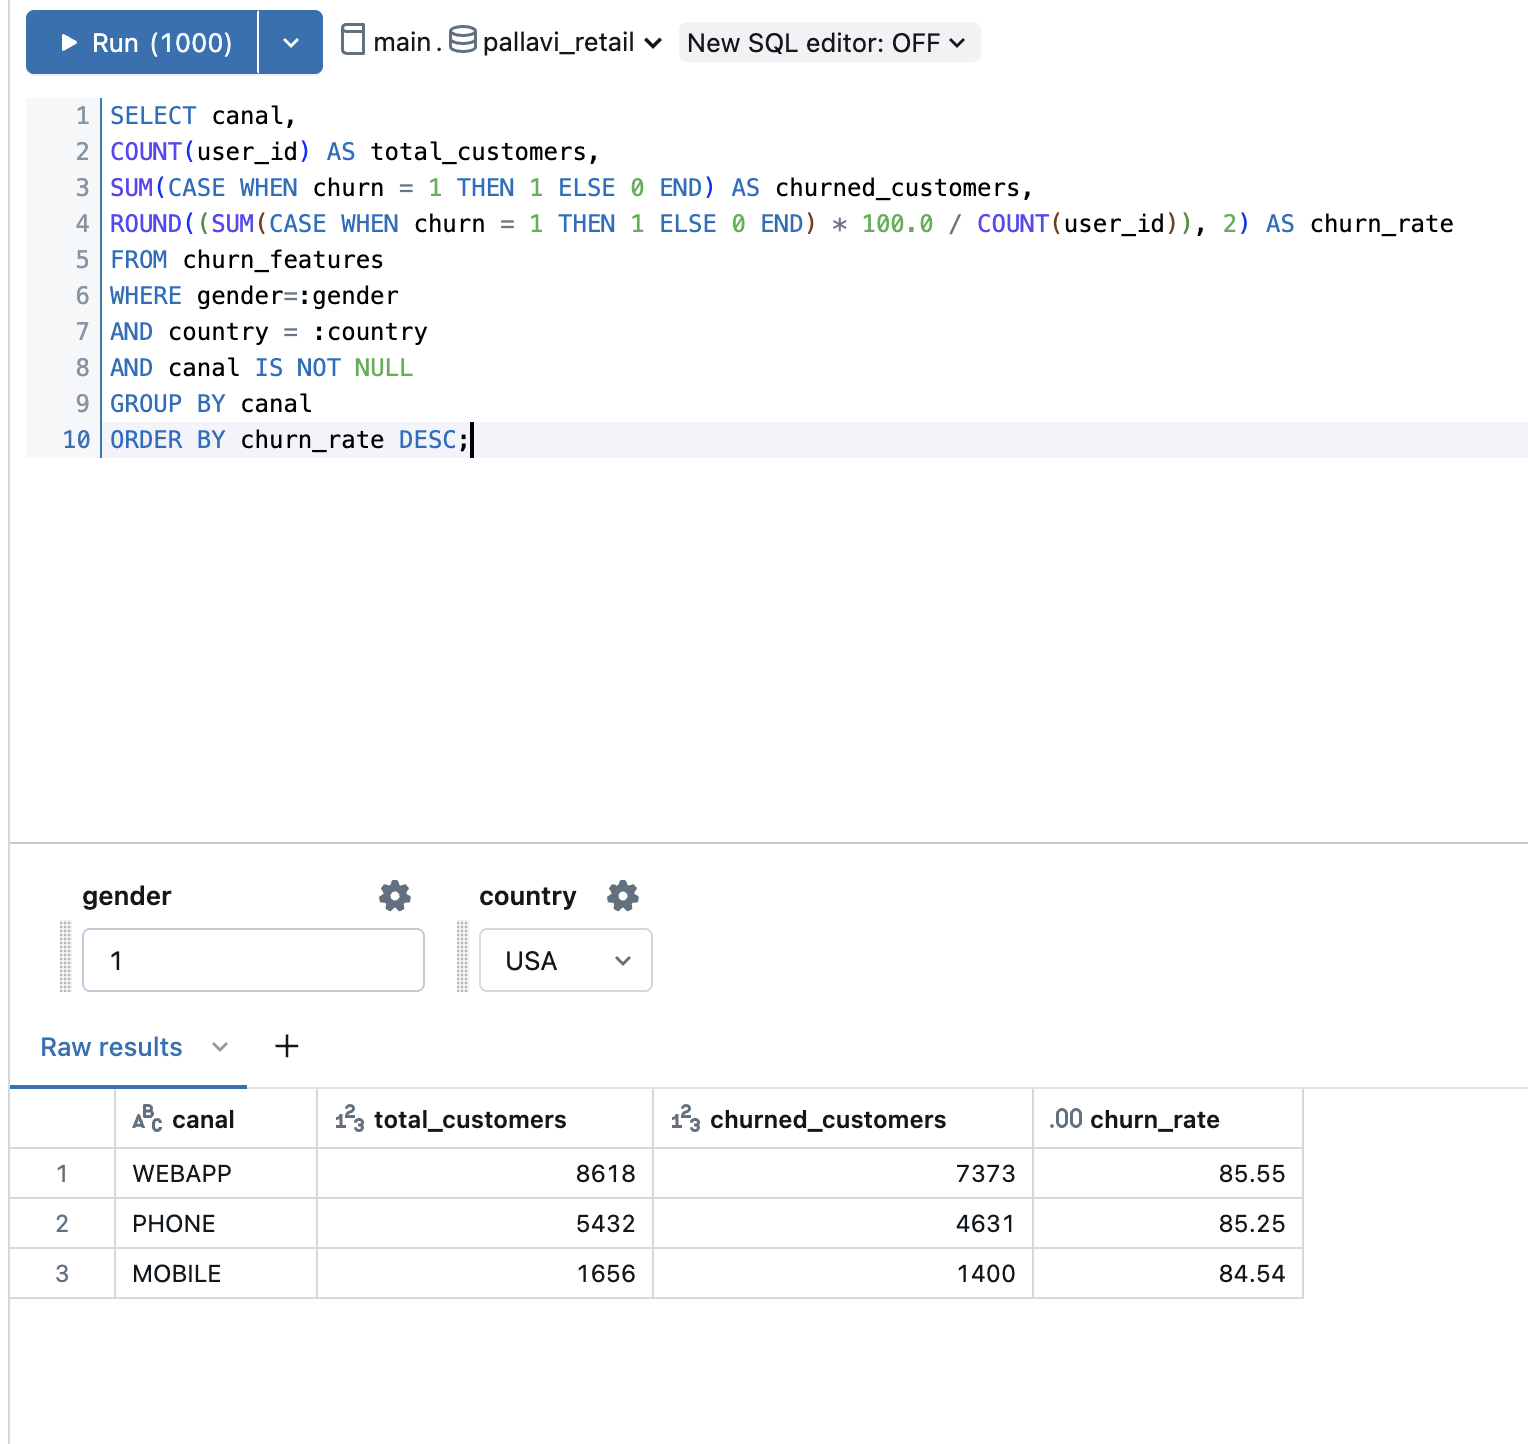 Run (1000) main . pallavi_retail New SQL editor: OFF
1 SELECT canal,
2 COUNT(user_id) AS total_customers,
3 SUM(CASE WHEN churn = 1 THEN 1 ELSE 0 END) AS churned_customers,
4 ROUND((SUM(CASE WHEN churn = 1 THEN 1 ELSE 0 END) * 100.0 / COUNT(user_id)), 2) AS churn_rate
5 FROM churn_features
6 WHERE gender=:gender
7 AND country = :country
8 AND canal IS NOT NULL
9 GROUP BY canal
10 ORDER BY churn_rate DESC;
gender country
1 USA
Raw results +
ABC canal 123 total_customers 123 churned_customers .00 churn_rate
1 WEBAPP 8618 7373 85.55
2 PHONE 5432 4631 85.25
3 MOBILE 1656 1400 84.54